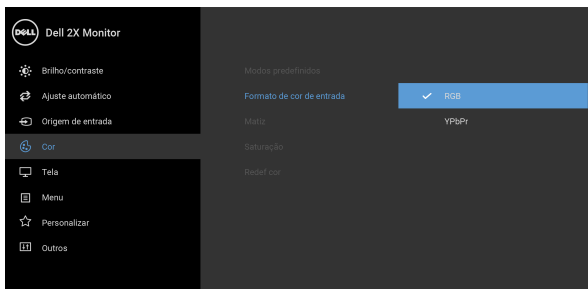 DELL
Dell 2X Monitor
Brilho/contraste
Ajuste automático
Origem de entrada
Cor
Tela
Menu
Personalizar
Outros
Modos predefinidos
Formato de cor de entrada
Matiz
Saturação
Redef cor
RGB
YPbPr